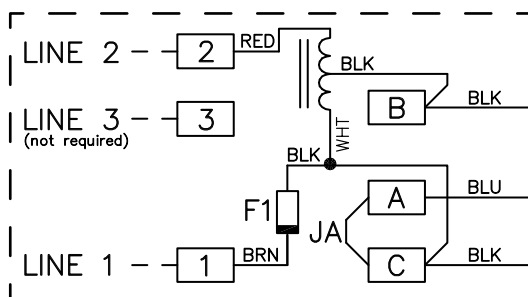 LINE 2
2
RED
BLK
B
BLK
LINE 3
(not required)
3
WHT
BLK
F1
A
BLU
JA
LINE 1
1
BRN
C
BLK